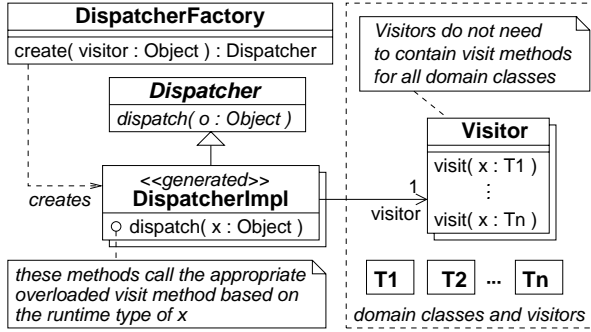 DispatcherFactory
create( visitor : Object ) : Dispatcher
Dispatcher
dispatch( o : Object )
creates
<<generated>>
DispatcherImpl
dispatch( x : Object )
these methods call the appropriate
overloaded visit method based on
the runtime type of x
1
visitor
Visitors do not need
to contain visit methods
for all domain classes
Visitor
visit( x : T1 )
⋮
visit( x : Tn )
T1 T2 ... Tn
domain classes and visitors